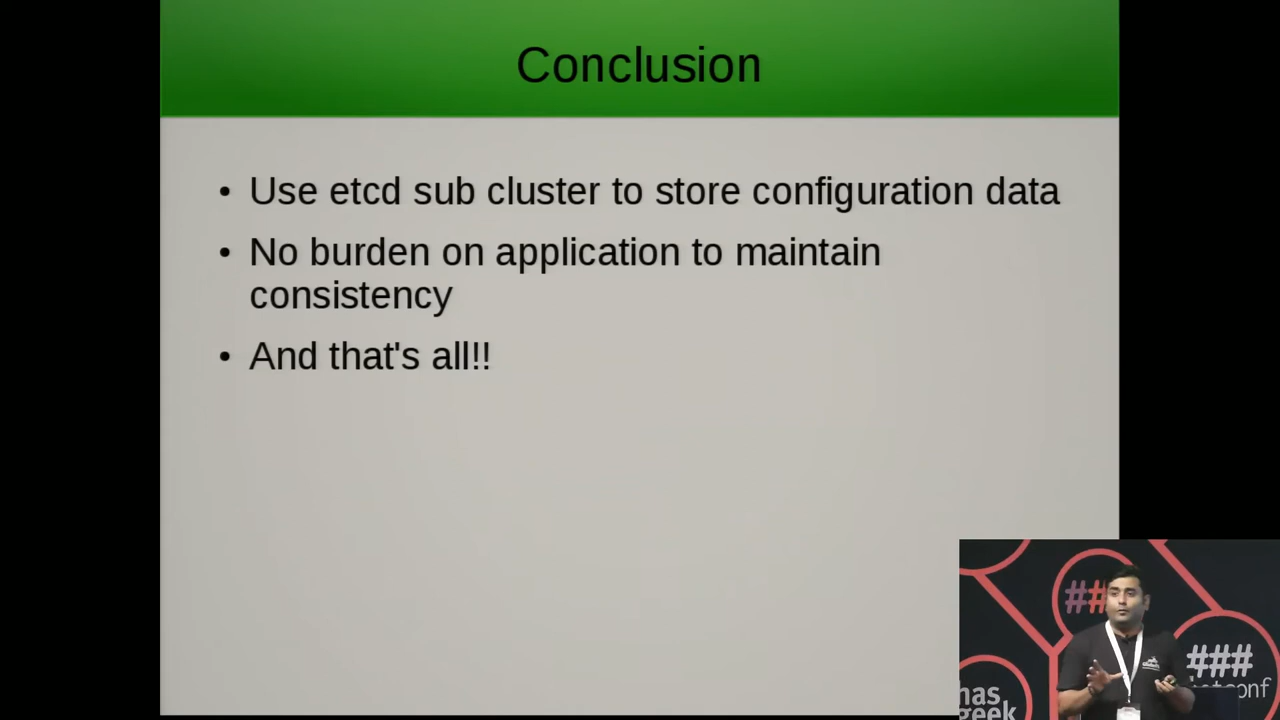 Conclusion
• Use etcd sub cluster to store configuration data
• No burden on application to maintain
consistency
• And that's all!!
##
###
has
geek